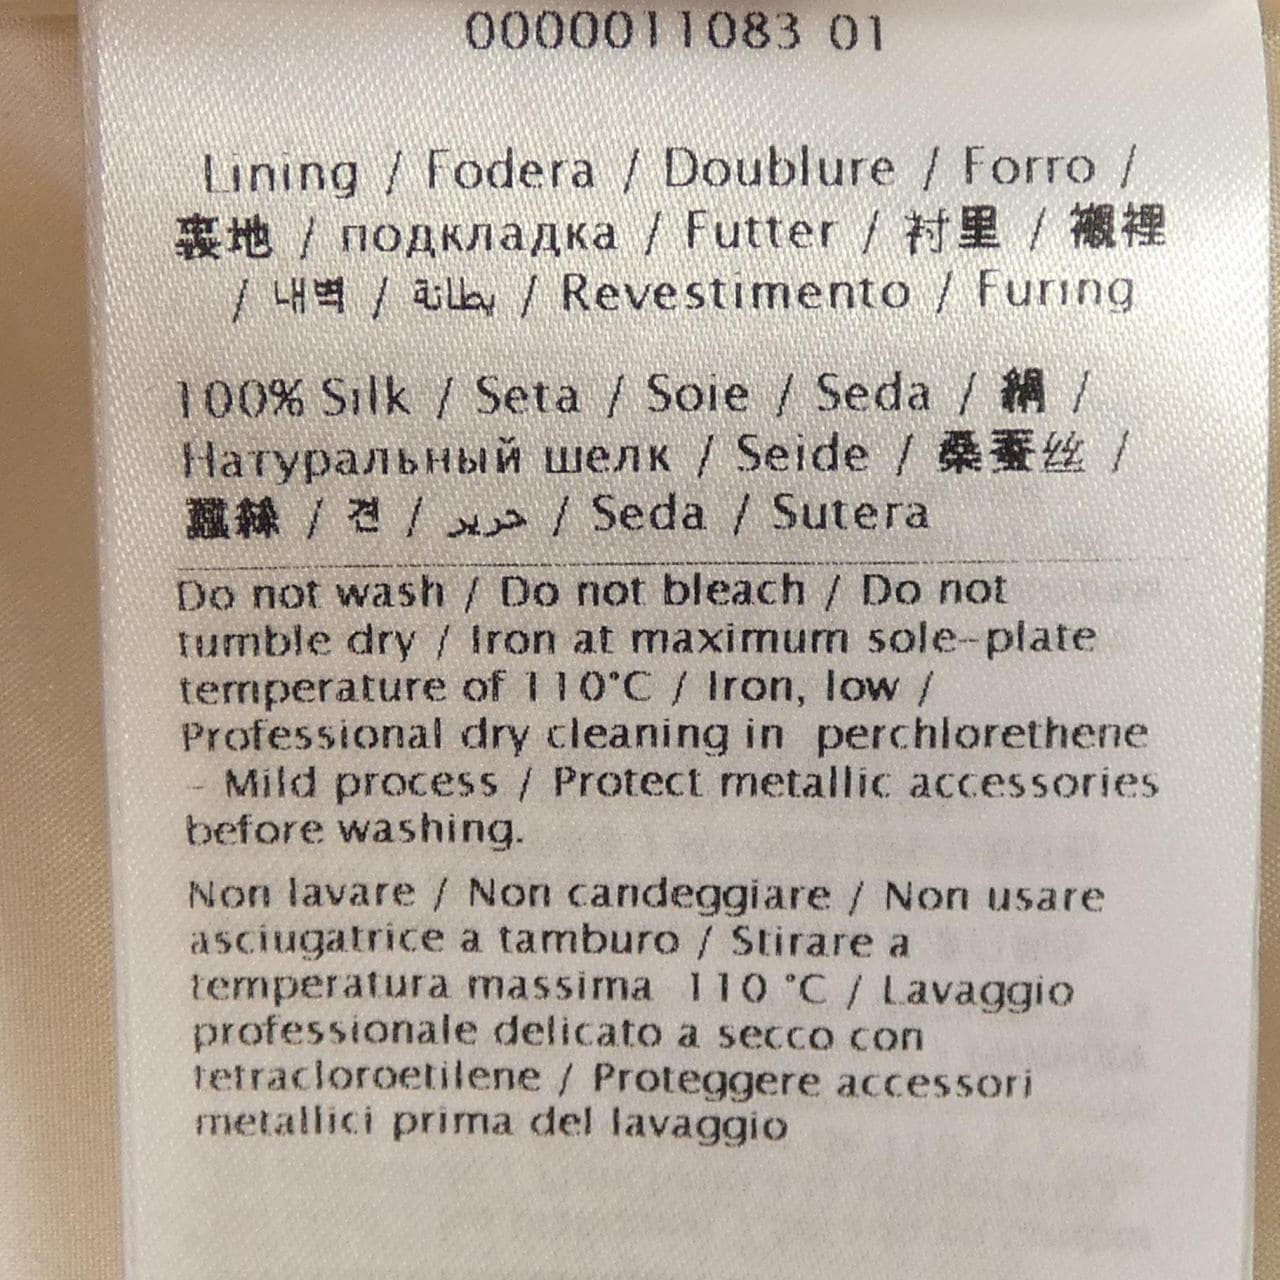 0000011083 01
Lining / Fodera / Doublure / Forro /
裏地 / подкладка / Futter / 衬里 / 襯裡
/ 내벽 / بطانة / Revestimento / Furing
100% Silk / Seta / Soie / Seda / 絹 /
Натуральный шелк / Seide / 桑蚕丝 /
蠶絲 / 견 / حرير / Seda / Sutera
Do not wash / Do not bleach / Do not
tumble dry / Iron at maximum sole-plate
temperature of 110°C / Iron, low /
Professional dry cleaning in perchlorethene
- Mild process / Protect metallic accessories
before washing.
Non lavare / Non candeggiare / Non usare
asciugatrice a tamburo / Stirare a
temperatura massima 110 °C / Lavaggio
professionale delicato a secco con
tetracloroetilene / Proteggere accessori
metallici prima del lavaggio